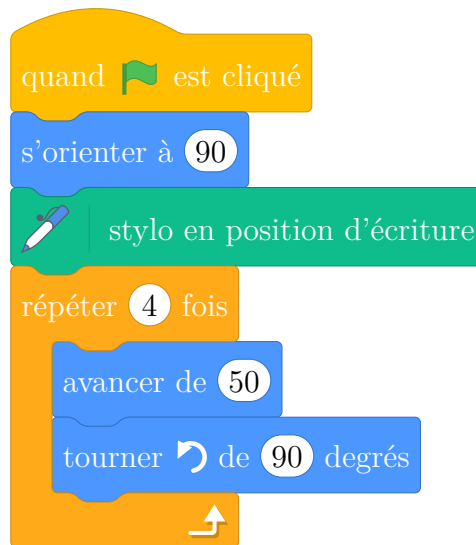 quand est cliqué
s'orienter à 90
stylo en position d'écriture
répéter 4 fois
avancer de 50
tourner de 90 degrés